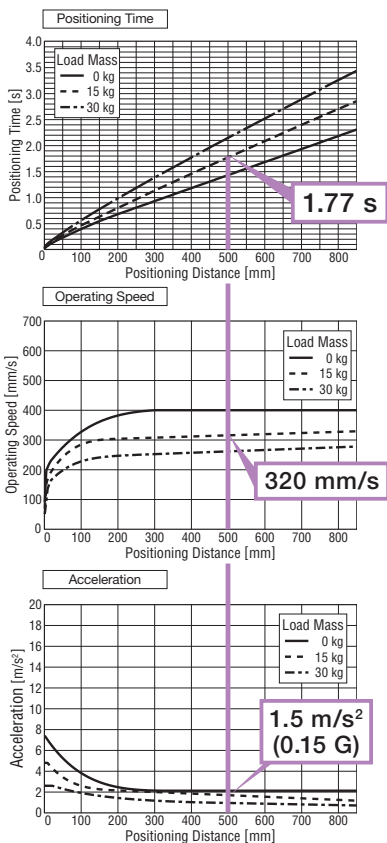 Positioning Time
4.0
3.5
3.0
2.5
2.0
1.5
1.0
0.5
0
Positioning Time [s]
Load Mass
0 kg
15 kg
30 kg
1.77 s
0 100 200 300 400 500 600 700 800
Positioning Distance [mm]
Operating Speed
700
600
500
400
300
200
100
0
Operating Speed [mm/s]
Load Mass
0 kg
15 kg
30 kg
320 mm/s
0 100 200 300 400 500 600 700 800
Positioning Distance [mm]
Acceleration
20
18
16
14
12
10
8
6
4
2
0
Acceleration [m/s²]
Load Mass
0 kg
15 kg
30 kg
1.5 m/s²
(0.15 G)
0 100 200 300 400 500 600 700 800
Positioning Distance [mm]